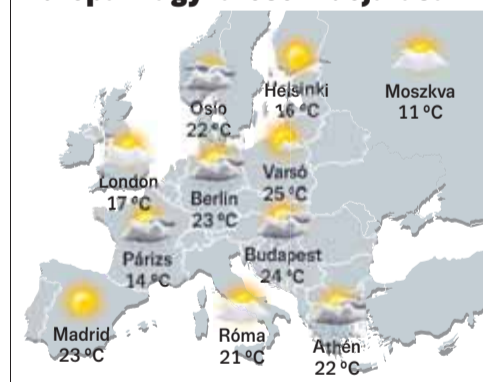 Oslo
22 °C
Helsinki
16 °C
Moszkva
11 °C
London
17 °C
Berlin
23 °C
Varsó
25 °C
Párizs
14 °C
Budapest
24 °C
Madrid
23 °C
Róma
21 °C
Athén
22 °C